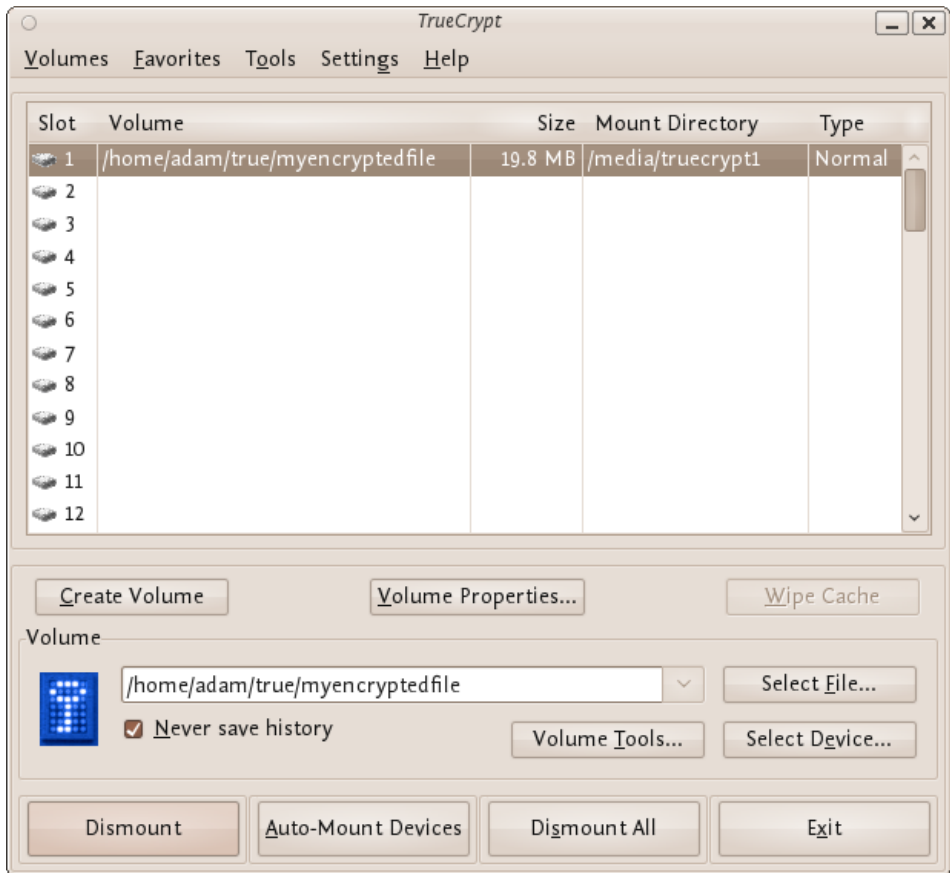 TrueCrypt
Volumes Favorites Tools Settings Help
Slot Volume Size Mount Directory Type
1 /home/adam/true/myencryptedfile 19.8 MB /media/truecrypt1 Normal
2
3
4
5
6
7
8
9
10
11
12
Create Volume Volume Properties... Wipe Cache
Volume
/home/adam/true/myencryptedfile Select File...
Never save history Volume Tools... Select Device...
Dismount Auto-Mount Devices Dismount All Exit